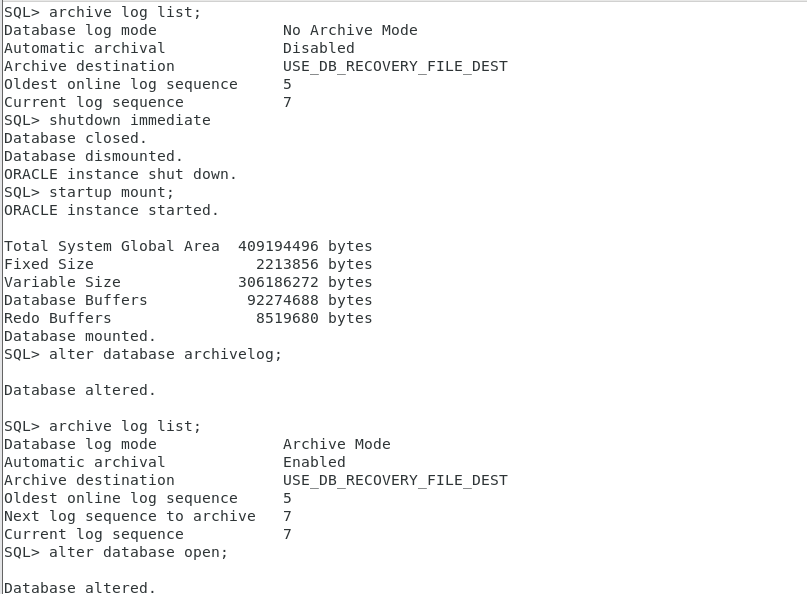 SQL> archive log list;
Database log mode              No Archive Mode
Automatic archival             Disabled
Archive destination            USE_DB_RECOVERY_FILE_DEST
Oldest online log sequence     5
Current log sequence           7
SQL> shutdown immediate
Database closed.
Database dismounted.
ORACLE instance shut down.
SQL> startup mount;
ORACLE instance started.

Total System Global Area  409194496 bytes
Fixed Size                  2213856 bytes
Variable Size             306186272 bytes
Database Buffers           92274688 bytes
Redo Buffers                8519680 bytes
Database mounted.
SQL> alter database archivelog;

Database altered.

SQL> archive log list;
Database log mode              Archive Mode
Automatic archival             Enabled
Archive destination            USE_DB_RECOVERY_FILE_DEST
Oldest online log sequence     5
Next log sequence to archive   7
Current log sequence           7
SQL> alter database open;

Database altered.